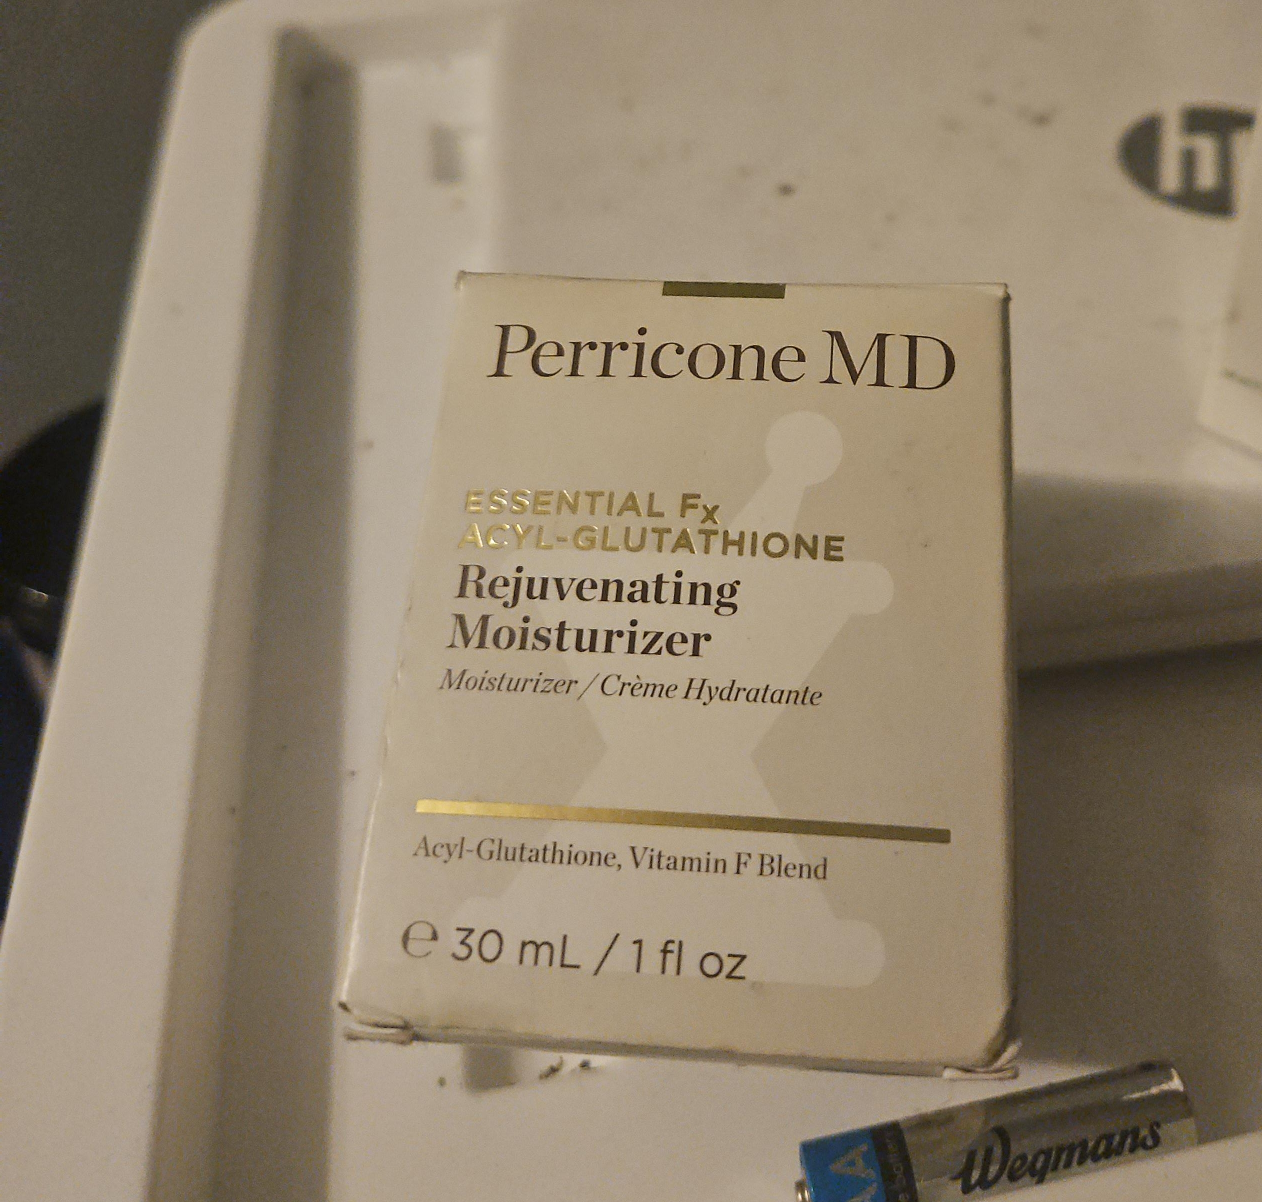 hT
Perricone MD
ESSENTIAL Fx
ACYL-GLUTATHIONE
Rejuvenating
Moisturizer
Moisturizer/Crème Hydratante
Acyl-Glutathione, Vitamin F Blend
℮ 30 mL / 1 fl oz
Wegmans